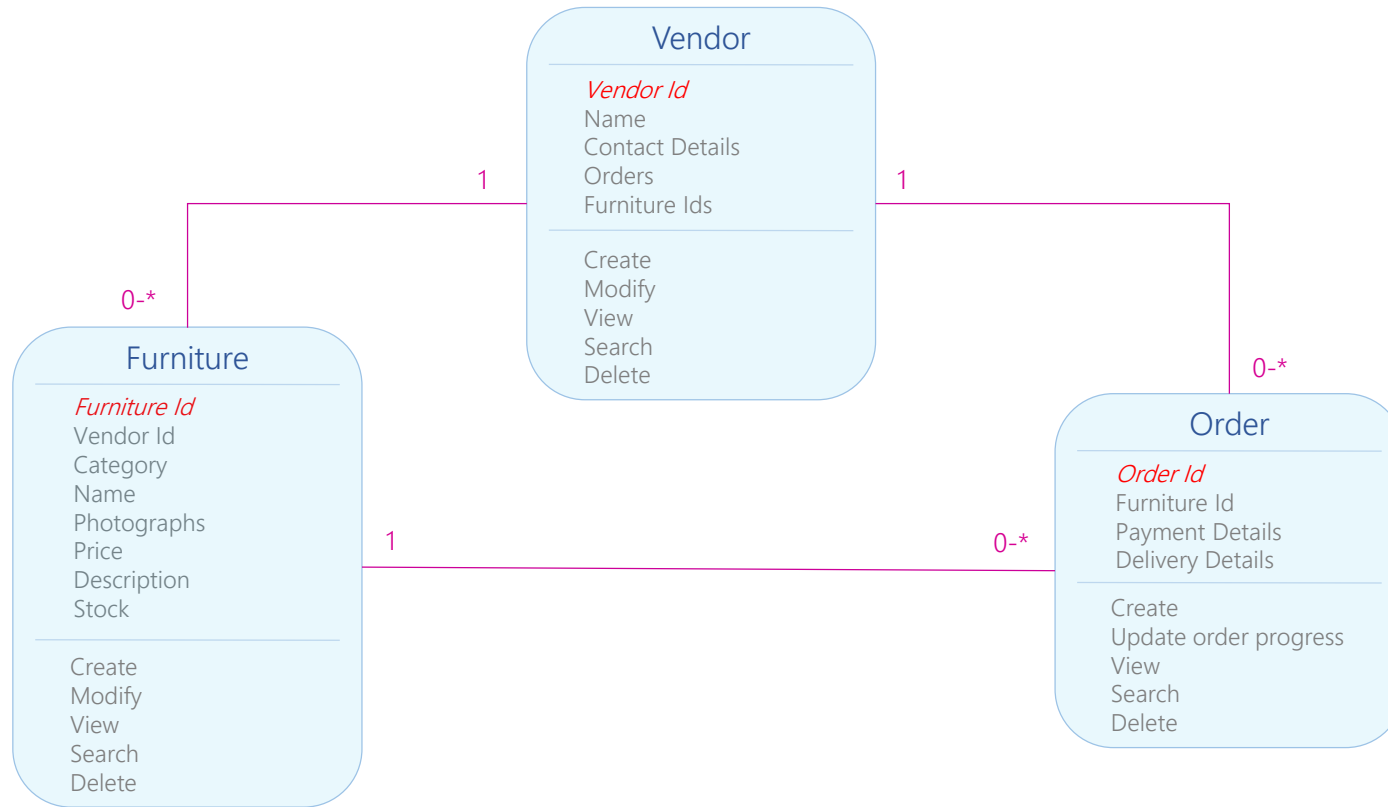 Vendor
Vendor Id
Name
Contact Details
Orders
Furniture Ids
Create
Modify
View
Search
Delete
1
1
0-*
0-*
Furniture
Furniture Id
Vendor Id
Category
Name
Photographs
Price
Description
Stock
Create
Modify
View
Search
Delete
1
0-*
Order
Order Id
Furniture Id
Payment Details
Delivery Details
Create
Update order progress
View
Search
Delete